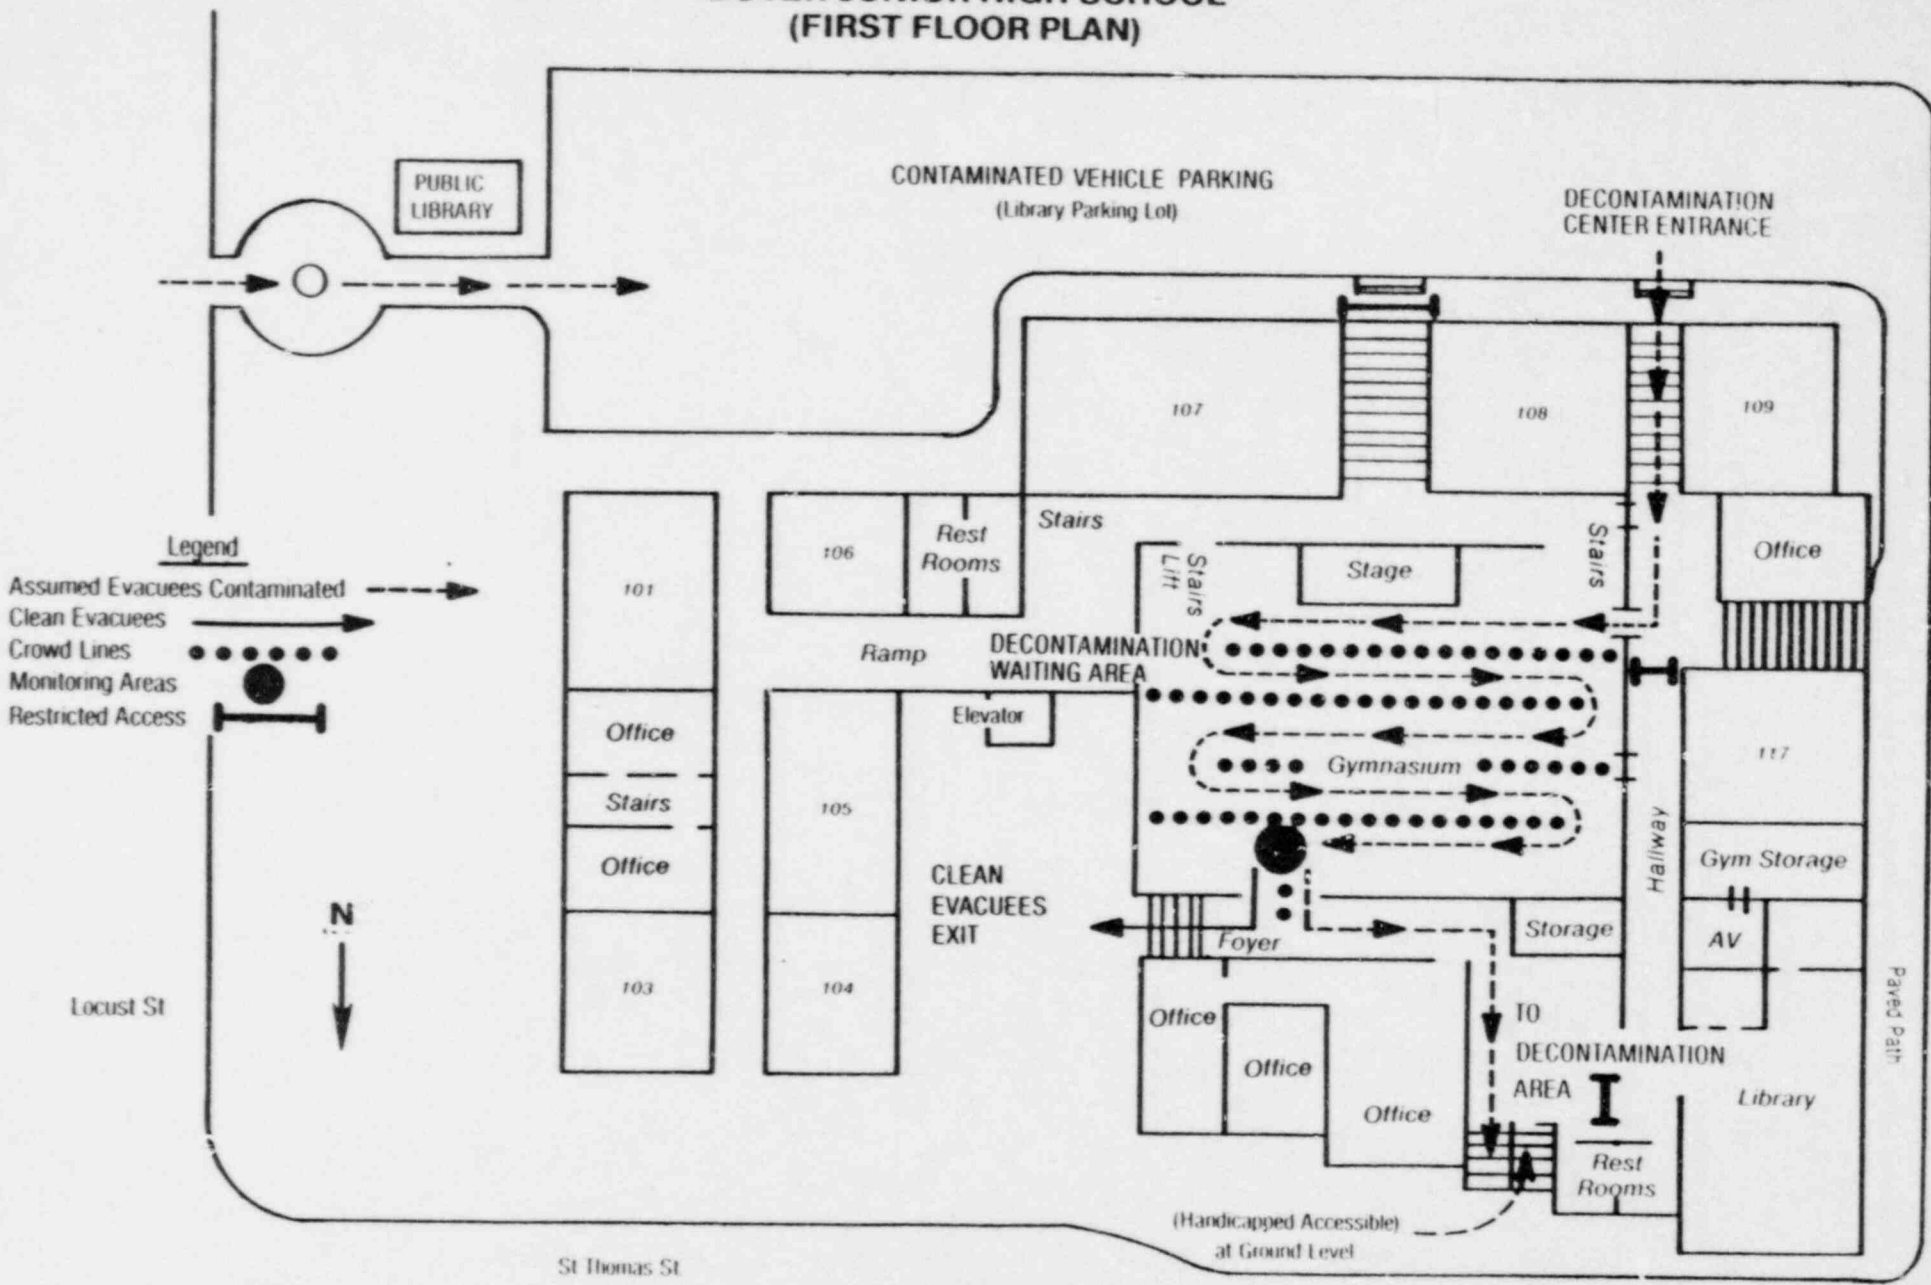 (FIRST FLOOR PLAN)
PUBLIC
LIBRARY
CONTAMINATED VEHICLE PARKING
(Library Parking Lot)
DECONTAMINATION
CENTER ENTRANCE
107
108
109
Legend
Assumed Evacuees Contaminated
Clean Evacuees
Crowd Lines
Monitoring Areas
Restricted Access
101
106
Rest
Rooms
Stairs
Stairs
Lift
Stage
Stairs
Office
Ramp
DECONTAMINATION
WAITING AREA
Elevator
Office
Stairs
Office
105
Gymnasium
117
Hallway
Gym Storage
CLEAN
EVACUEES
EXIT
Foyer
Storage
AV
N
Locust St
103
104
Office
Office
Office
TO
DECONTAMINATION
AREA
Library
Paved Path
Rest
Rooms
(Handicapped Accessible)
at Ground Level
St Thomas St